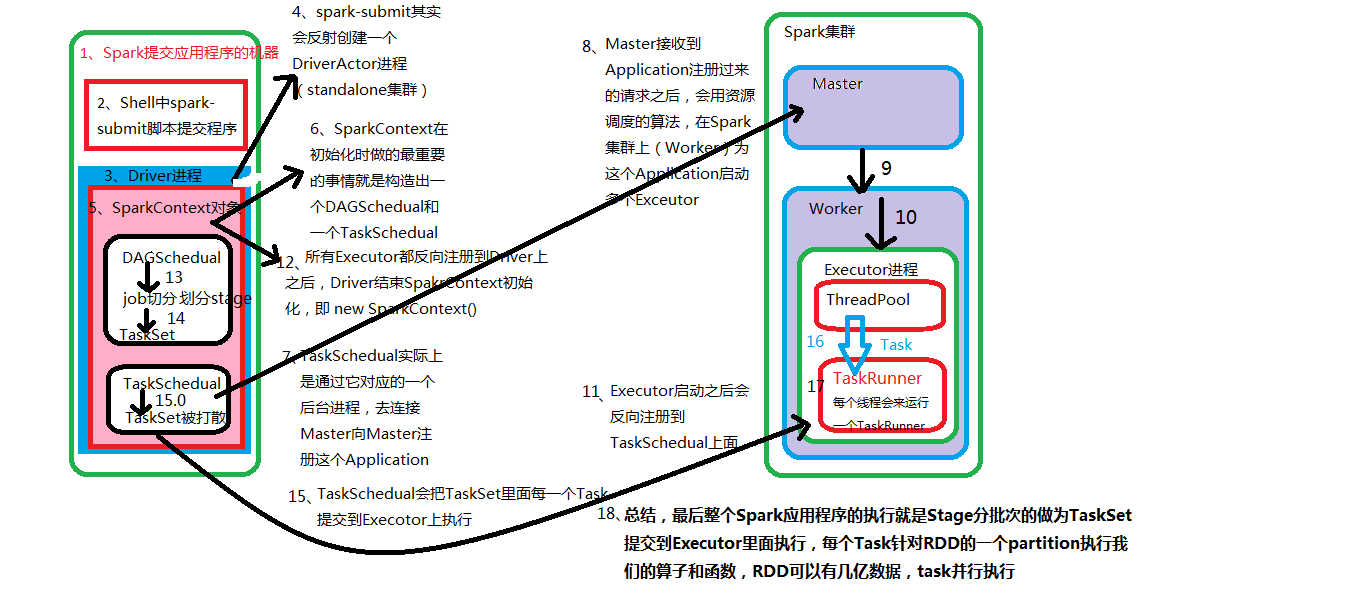 1、Spark提交应用程序的机器
2、Shell中spark-
submit脚本提交程序
3、Driver进程
5、SparkContext对象
DAGSchedual
13
job切分 划分stage
14
TaskSet
TaskSchedual
15.0
TaskSet被打散
4、spark-submit其实
会反射创建一个
DriverActor进程
（standalone集群）
6、SparkContext在
初始化时做的最重要
的事情就是构造出一
个DAGSchedual和
一个TaskSchedual
12、所有Executor都反向注册到Driver上
之后，Driver结束SpakrContext初始
化，即 new SparkContext()
7、TaskSchedual实际上
是通过它对应的一个
后台进程，去连接
Master向Master注
册这个Application
15、TaskSchedual会把TaskSet里面每一个Task
提交到Execotor上执行
8、Master接收到
Application注册过来
的请求之后，会用资源
调度的算法，在Spark
集群上（Worker）为
这个Application启动
多个Exceutor
11、Executor启动之后会
反向注册到
TaskSchedual上面
Spark集群
Master
9
Worker
10
Executor进程
ThreadPool
16
Task
17
TaskRunner
每个线程会来运行
一个TaskRunner
18、总结，最后整个Spark应用程序的执行就是Stage分批次的做为TaskSet
提交到Executor里面执行，每个Task针对RDD的一个partition执行我
们的算子和函数，RDD可以有几亿数据，task并行执行